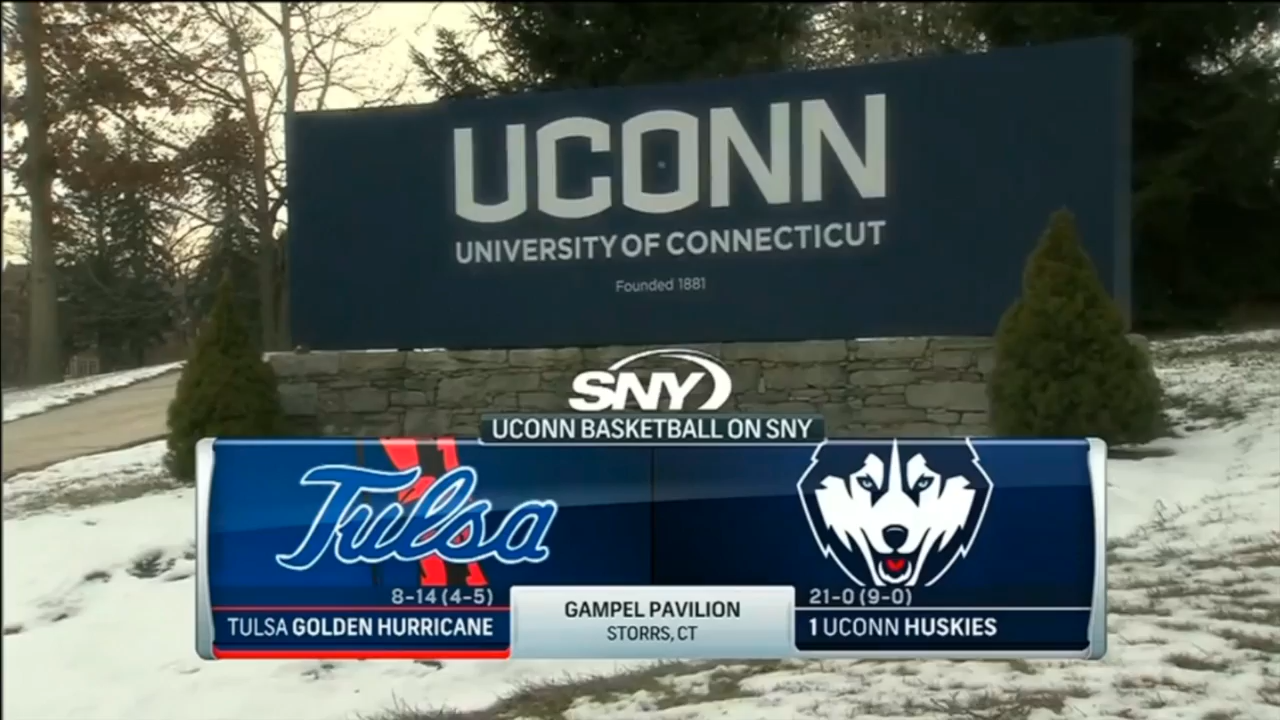 UCONN
UNIVERSITY OF CONNECTICUT
Founded 1881
SNY
UCONN BASKETBALL ON SNY
Tulsa
8-14 (4-5)
TULSA GOLDEN HURRICANE
GAMPEL PAVILION
STORRS, CT
21-0 (9-0)
1 UCONN HUSKIES